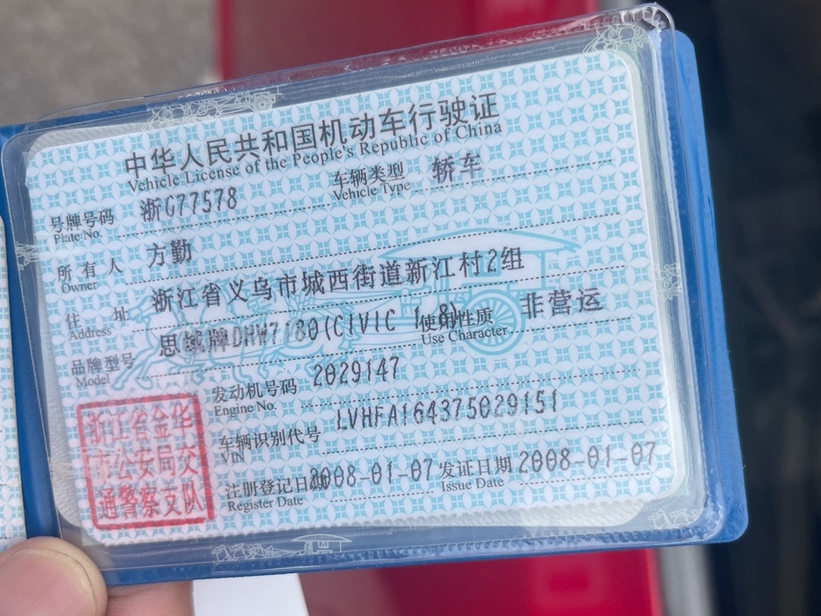 中华人民共和国机动车行驶证
Vehicle License of the People's Republic of China
号牌号码 浙G77578 车辆类型 轿车
Plate No. Vehicle Type
所有人 方勤
Owner
住址 浙江省义乌市城西街道新江村2组
Address
品牌型号 思域牌DHW7180(CIVIC 1.8) 使用性质 非营运
Model Use Character
发动机号码 2029147
Engine No.
车辆识别代号 LVHFA164375029151
VIN
注册登记日期 2008-01-07 发证日期 2008-01-07
Register Date Issue Date
浙江省金华
市公安局交
通警察支队